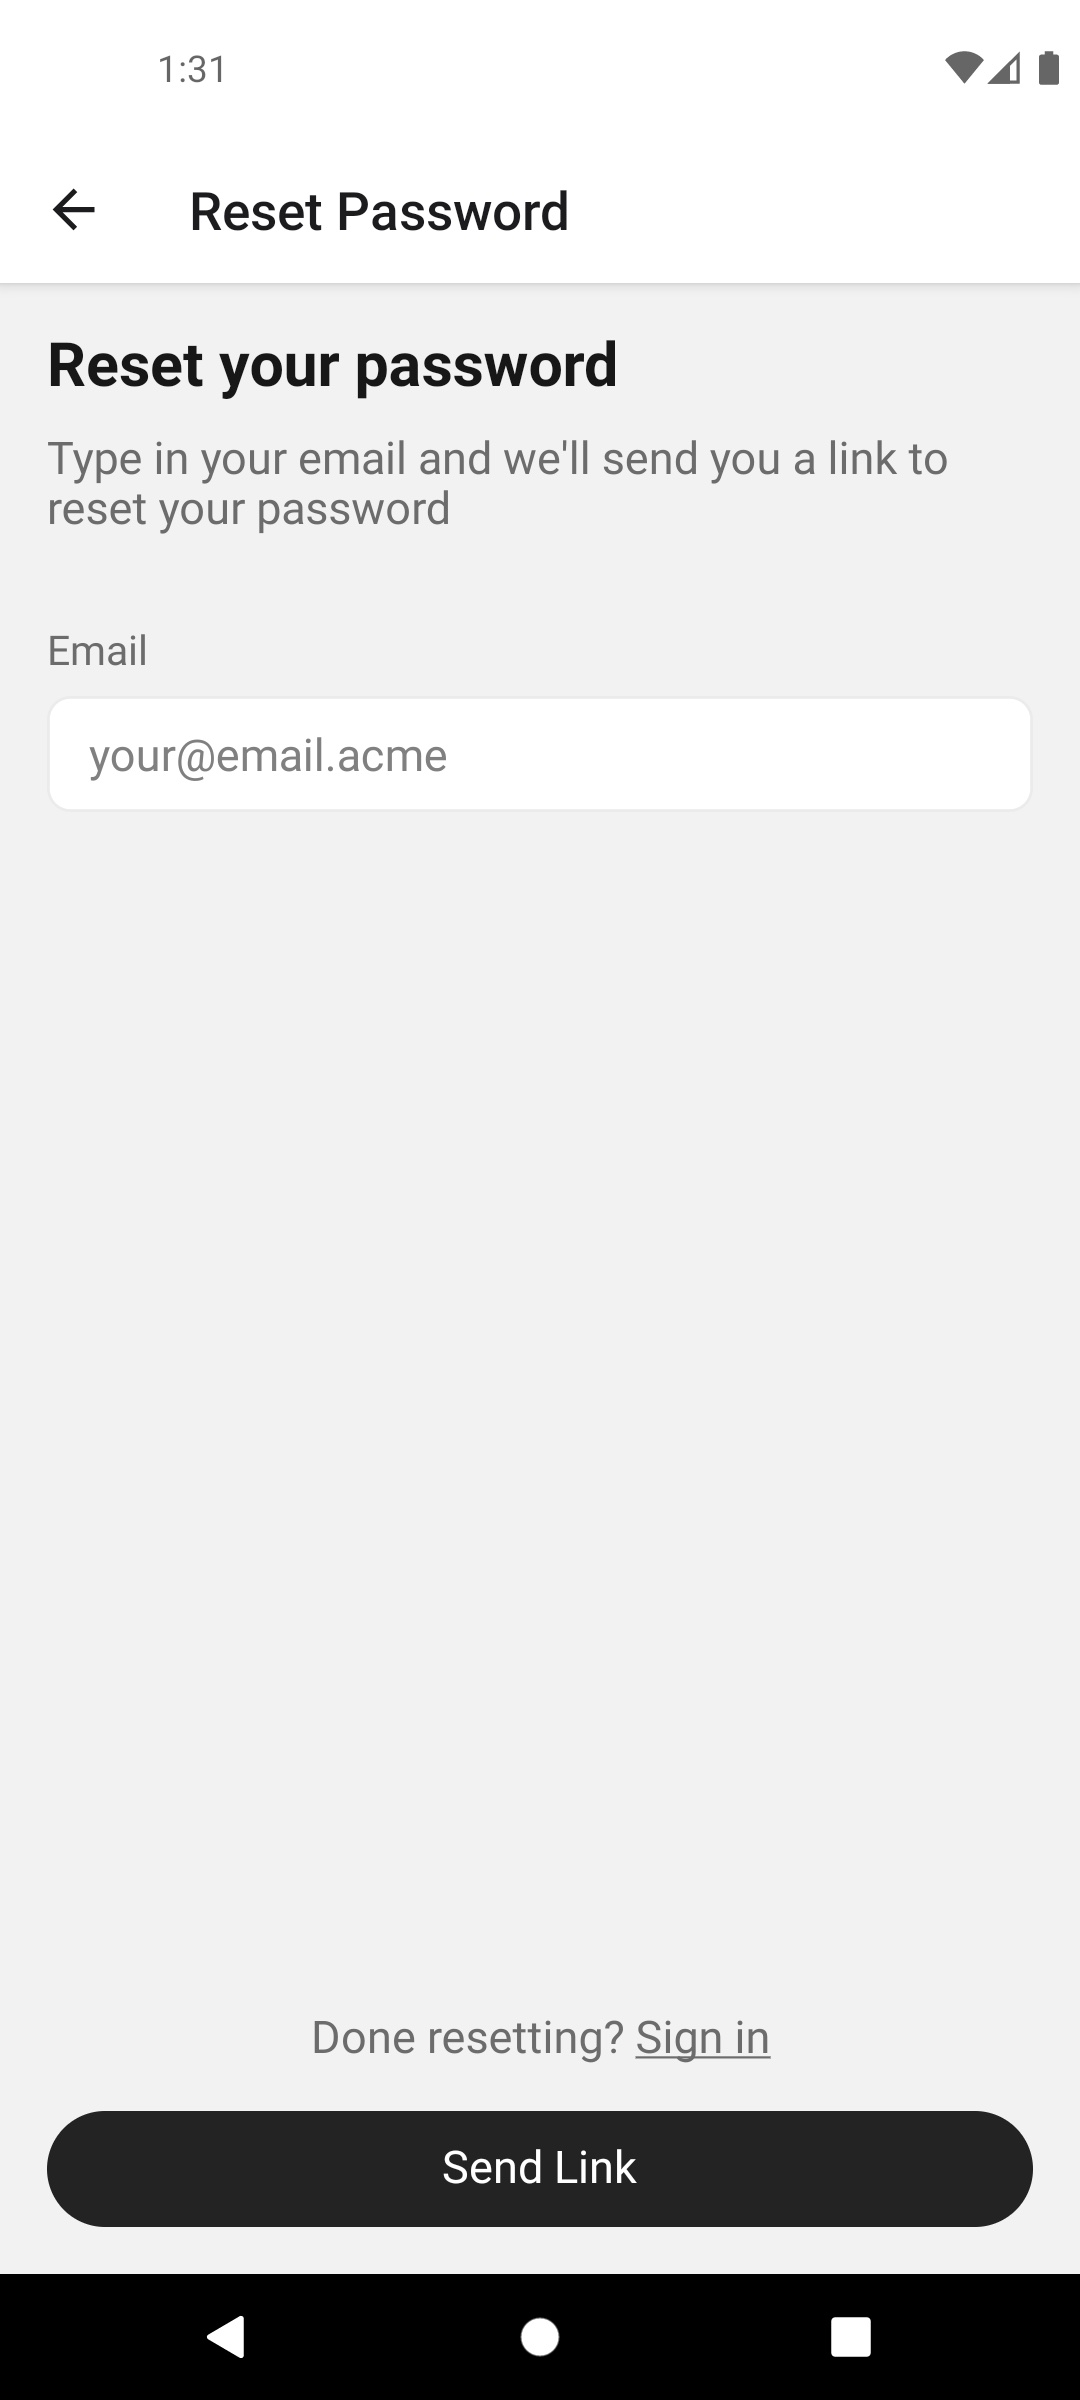 1:31
Reset Password
Reset your password
Type in your email and we'll send you a link to
reset your password
Email
your@email.acme
Done resetting? Sign in
Send Link